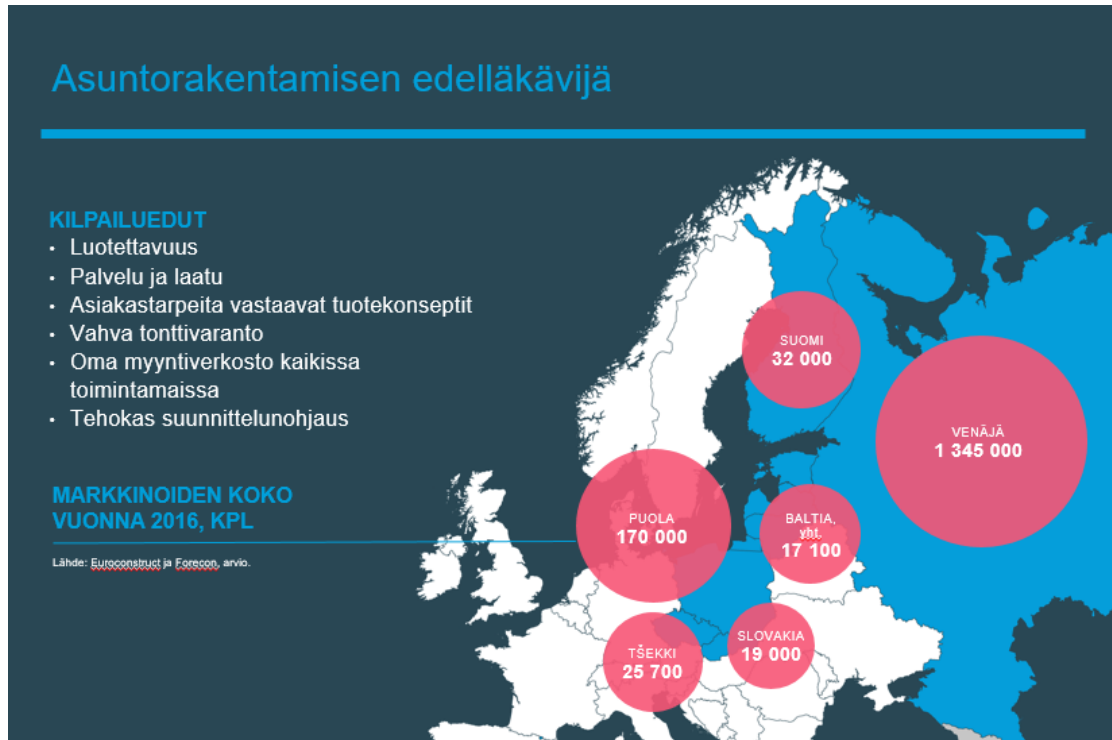 Asuntorakentamisen edelläkävijä
KILPAILUEDUT
• Luotettavuus
• Palvelu ja laatu
• Asiakastarpeita vastaavat tuotekonseptit
• Vahva tonttivaranto
• Oma myyntiverkosto kaikissa
toimintamaissa
• Tehokas suunnittelunohjaus
MARKKINOIDEN KOKO
VUONNA 2016, KPL
Lähde: Euroconstruct ja Forecon, arvio.
SUOMI
32 000
VENÄJÄ
1 345 000
PUOLA
170 000
BALTIA,
yht.
17 100
TŠEKKI
25 700
SLOVAKIA
19 000